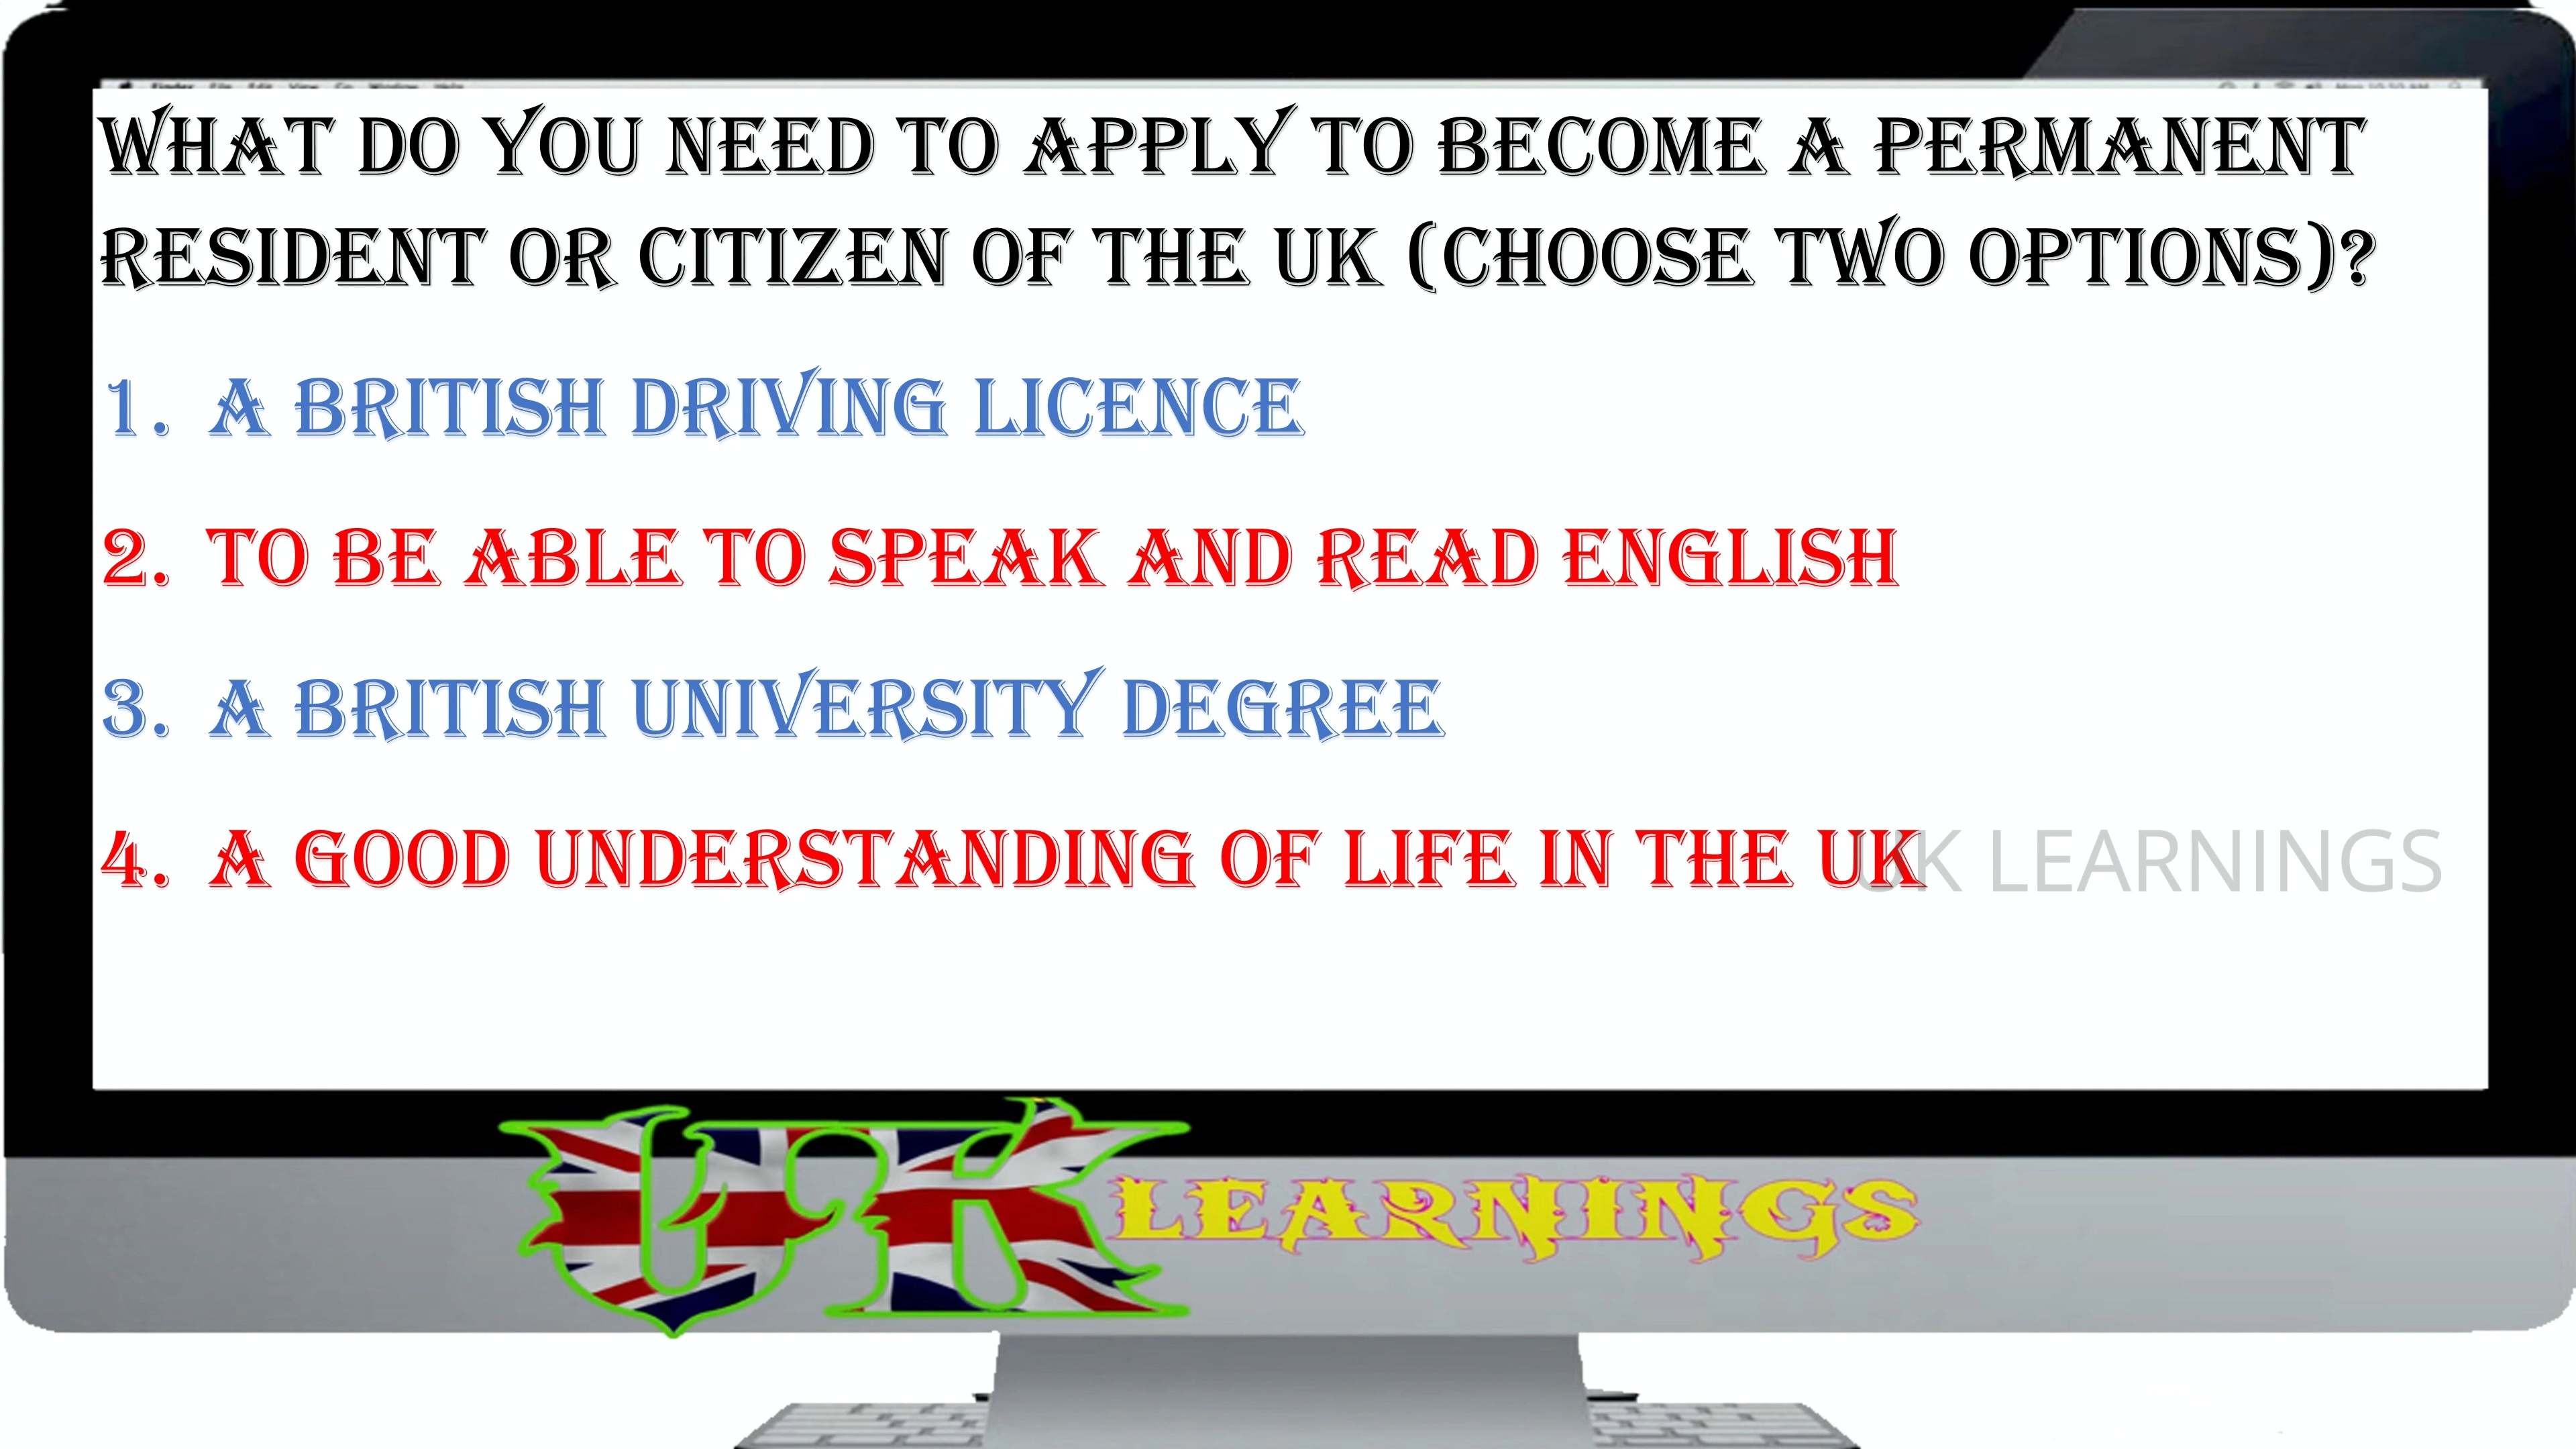 WHAT DO YOU NEED TO APPLY TO BECOME A PERMANENT
RESIDENT OR CITIZEN OF THE UK (CHOOSE TWO OPTIONS)?
1. A BRITISH DRIVING LICENCE
2. TO BE ABLE TO SPEAK AND READ ENGLISH
3. A BRITISH UNIVERSITY DEGREE
4. A GOOD UNDERSTANDING OF LIFE IN THE UK
UK LEARNINGS
UK LEARNINGS